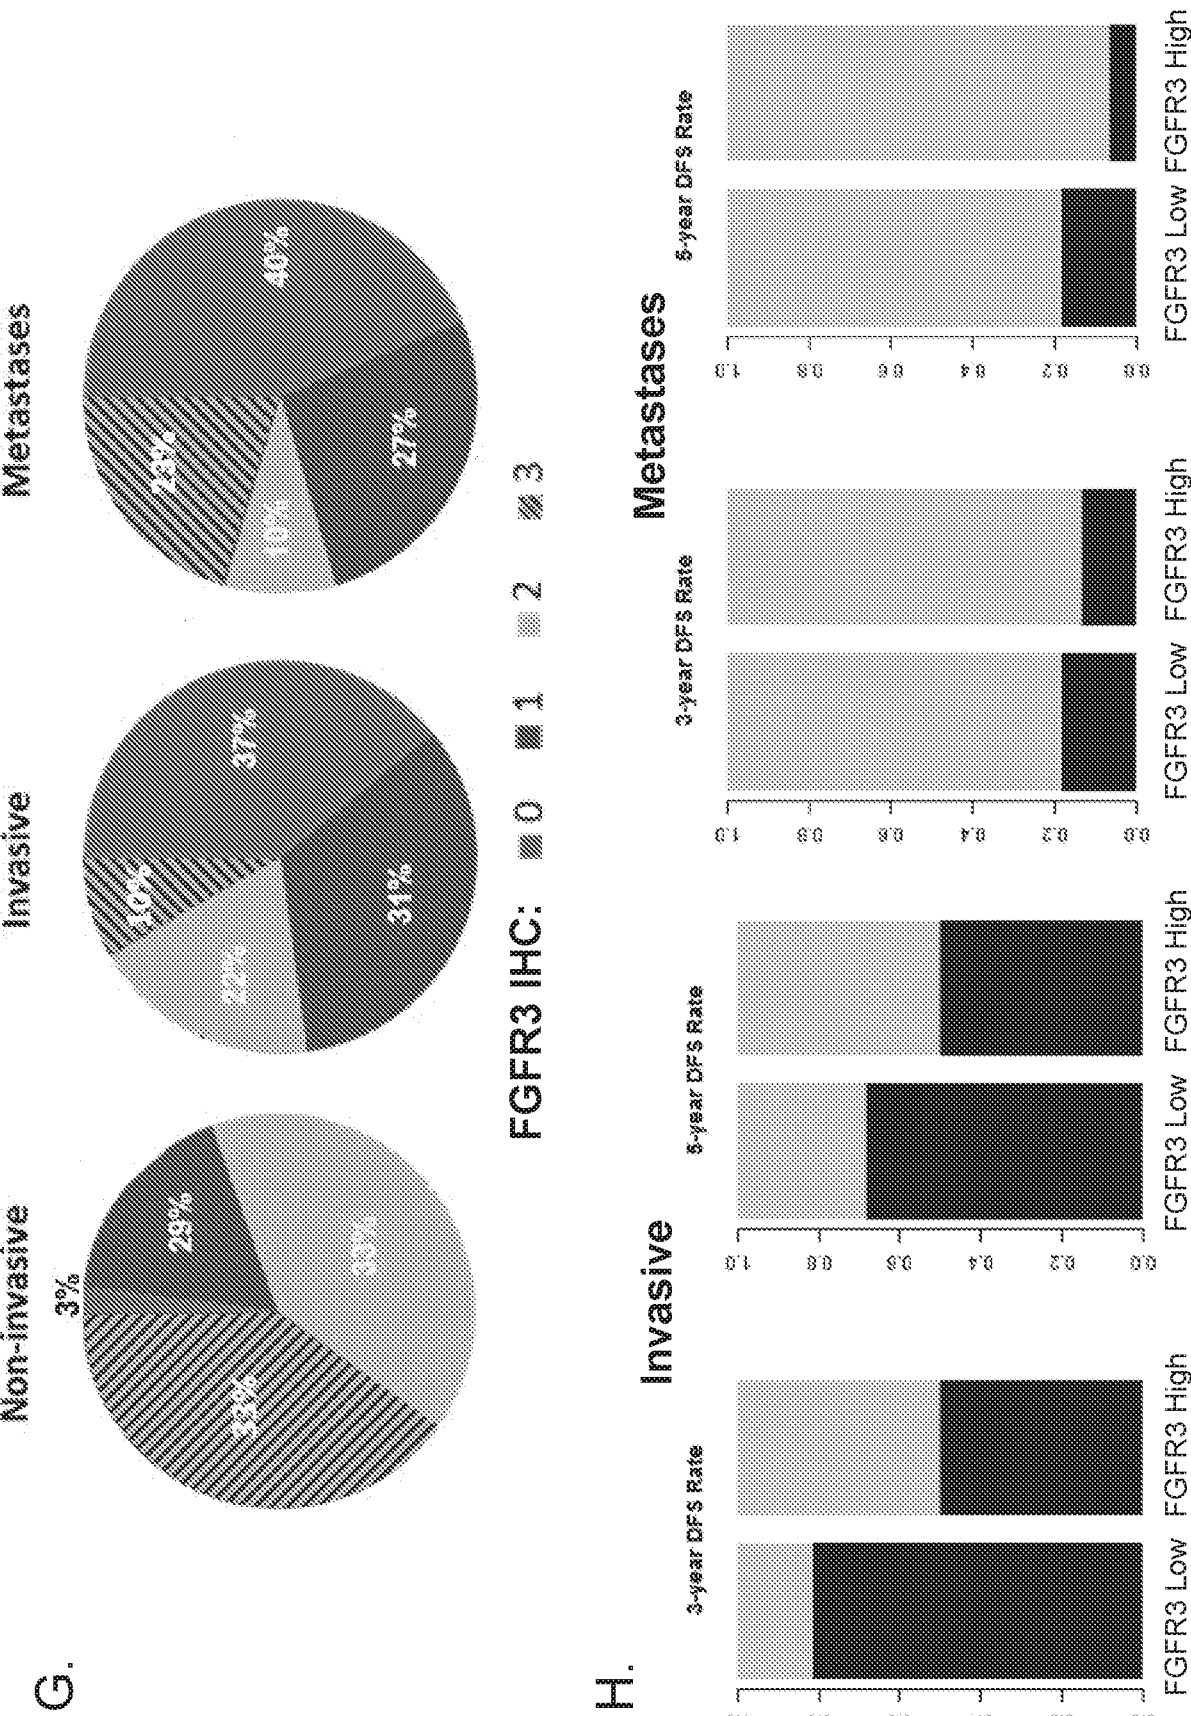 G.
Non-invasive Invasive Metastases
3%
29%
35%
33%
37%
31%
22%
10%
40%
27%
10%
23%
FGFR3 IHC: 0 1 2 3
H.
Invasive
3-year DFS Rate
FGFR3 Low FGFR3 High
5-year DFS Rate
1.0
0.8
0.6
0.4
0.2
0.0
FGFR3 Low FGFR3 High
Metastases
3-year DFS Rate
1.0
0.8
0.6
0.4
0.2
0.0
FGFR3 Low FGFR3 High
5-year DFS Rate
1.0
0.8
0.6
0.4
0.2
0.0
FGFR3 Low FGFR3 High